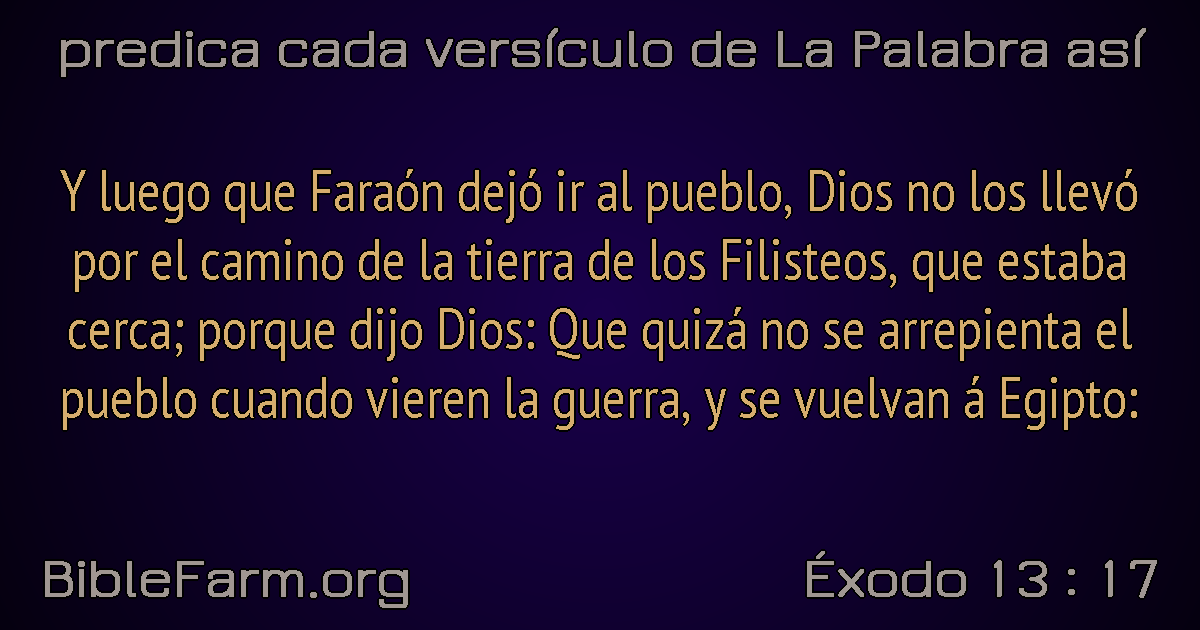 predica cada versículo de La Palabra así
Y luego que Faraón dejó ir al pueblo, Dios no los llevó
por el camino de la tierra de los Filisteos, que estaba
cerca; porque dijo Dios: Que quizá no se arrepienta el
pueblo cuando vieren la guerra, y se vuelvan á Egipto:
BibleFarm.org
Éxodo 13 : 17